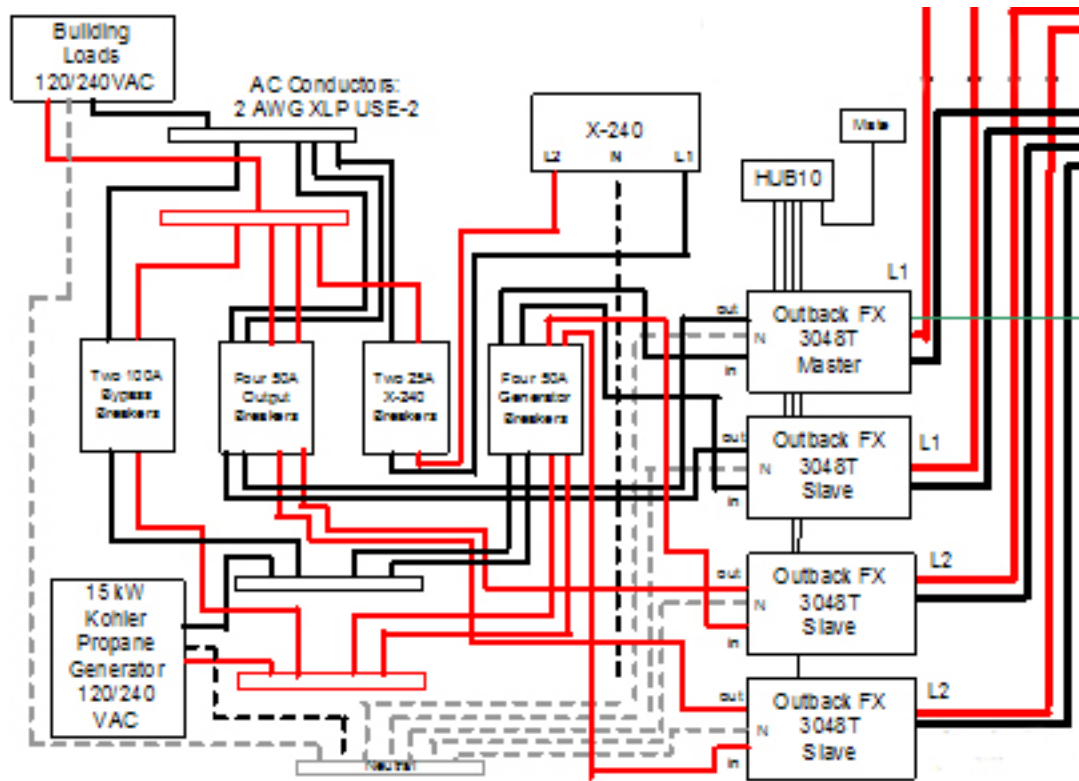 Building
Loads
120/240VAC
AC Conductors:
2 AWG XLP USE-2
X-240
L2 N L1
Mate
HUB10
L1
out
Outback FX
N
3048T
in
Master
Two 100A
Bypass
Breakers
Four 50A
Output
Breakers
Two 25A
X-240
Breakers
Four 50A
Generator
Breakers
out
Outback FX
L1
N
3048T
in
Slave
out
Outback FX
L2
N
3048T
in
Slave
15 kW
Kohler
Propane
Generator
120/240
VAC
out
Outback FX
L2
N
3048T
in
Slave
Neutral